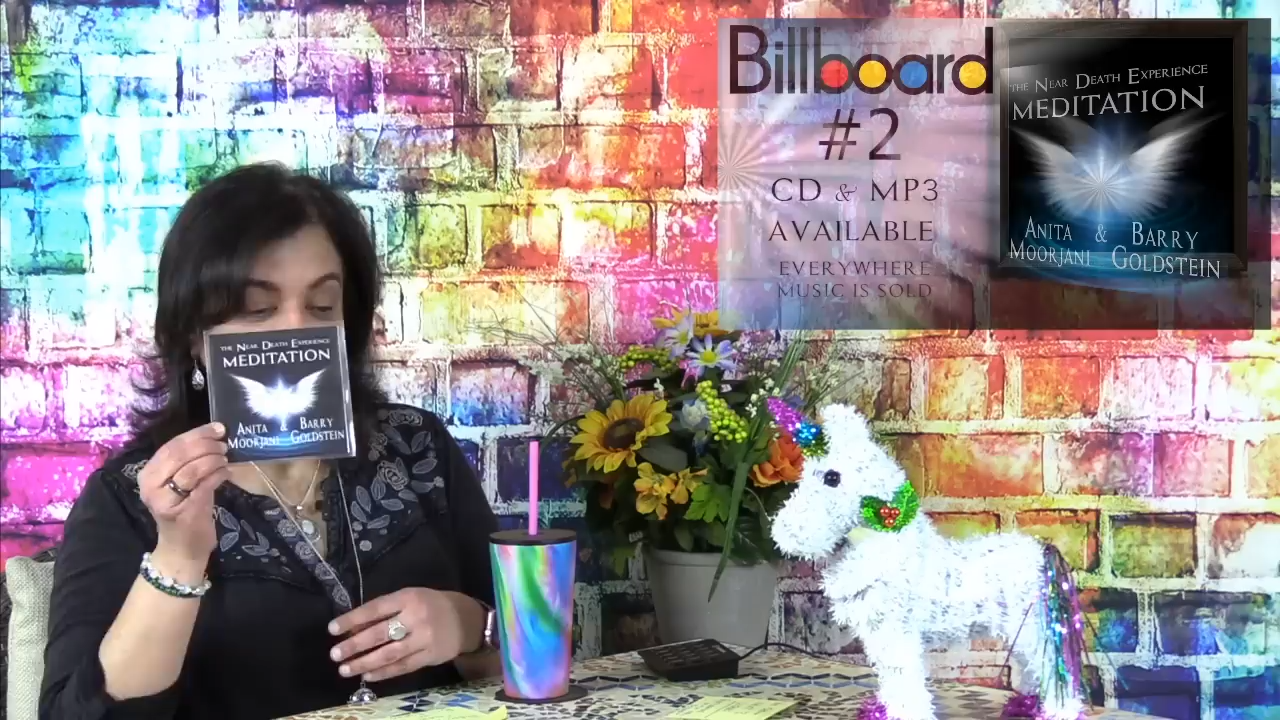 Billboard
#2
CD & MP3
AVAILABLE
EVERYWHERE
MUSIC IS SOLD
THE NEAR DEATH EXPERIENCE
MEDITATION
ANITA & BARRY
MOORJANI GOLDSTEIN
THE NEAR DEATH EXPERIENCE
MEDITATION
ANITA & BARRY
MOORJANI GOLDSTEIN